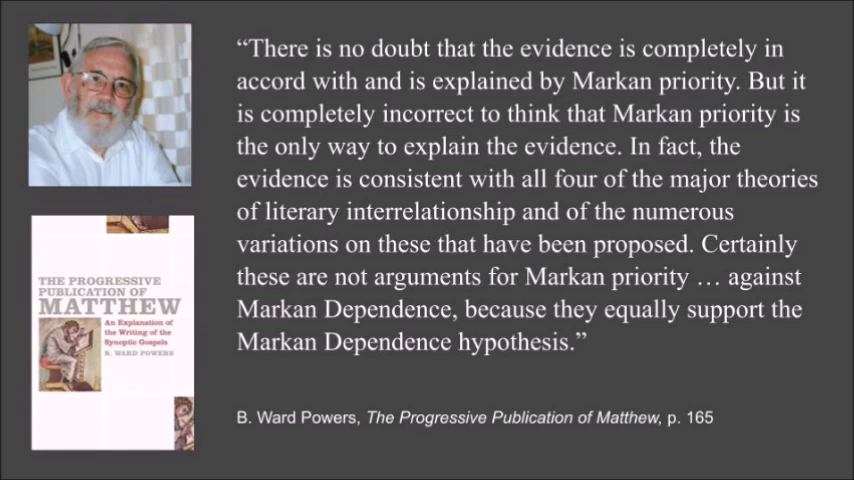 “There is no doubt that the evidence is completely in
accord with and is explained by Markan priority. But it
is completely incorrect to think that Markan priority is
the only way to explain the evidence. In fact, the
evidence is consistent with all four of the major theories
of literary interrelationship and of the numerous
variations on these that have been proposed. Certainly
these are not arguments for Markan priority … against
Markan Dependence, because they equally support the
Markan Dependence hypothesis.”
B. Ward Powers, The Progressive Publication of Matthew, p. 165
THE PROGRESSIVE
PUBLICATION OF
MATTHEW
An Explanation of
the Writing of the
Synoptic Gospels
B. WARD POWERS